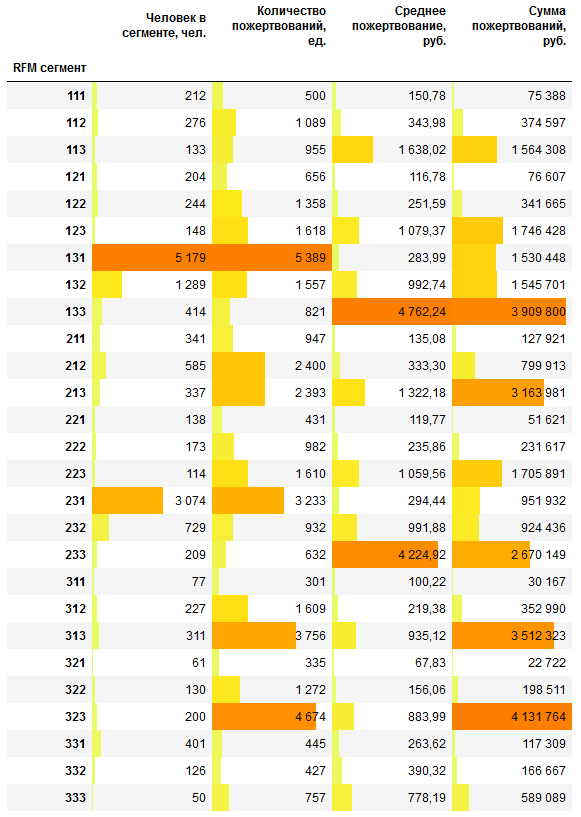 RFM сегмент Человек в сегменте, чел. Количество пожертвований, ед. Среднее пожертвование, руб. Сумма пожертвований, руб.
111 212 500 150,78 75 388
112 276 1 089 343,98 374 597
113 133 955 1 638,02 1 564 308
121 204 656 116,78 76 607
122 244 1 358 251,59 341 665
123 148 1 618 1 079,37 1 746 428
131 5 179 5 389 283,99 1 530 448
132 1 289 1 557 992,74 1 545 701
133 414 821 4 762,24 3 909 800
211 341 947 135,08 127 921
212 585 2 400 333,30 799 913
213 337 2 393 1 322,18 3 163 981
221 138 431 119,77 51 621
222 173 982 235,86 231 617
223 114 1 610 1 059,56 1 705 891
231 3 074 3 233 294,44 951 932
232 729 932 991,88 924 436
233 209 632 4 224,92 2 670 149
311 77 301 100,22 30 167
312 227 1 609 219,38 352 990
313 311 3 756 935,12 3 512 323
321 61 335 67,83 22 722
322 130 1 272 156,06 198 511
323 200 4 674 883,99 4 131 764
331 401 445 263,62 117 309
332 126 427 390,32 166 667
333 50 757 778,19 589 089